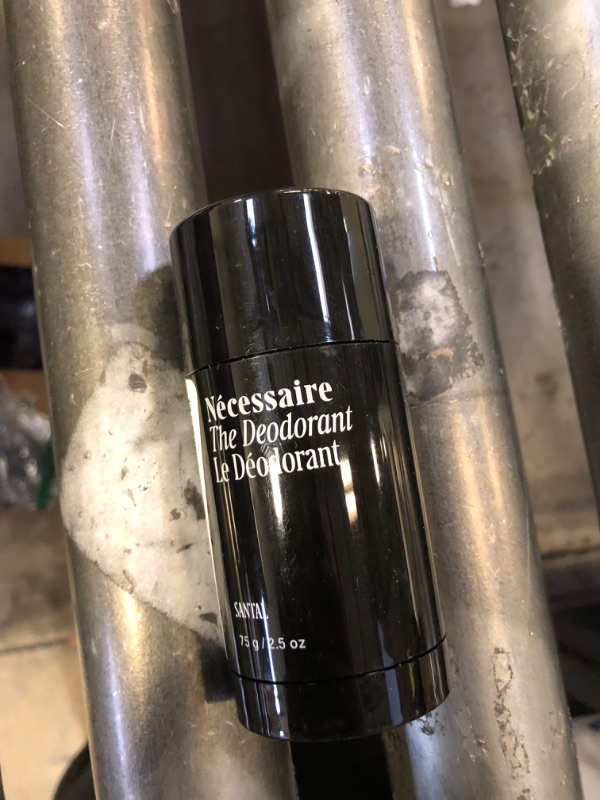 Nécessaire
The Deodorant
Le Déodorant
SANTAL
75 g / 2.5 oz